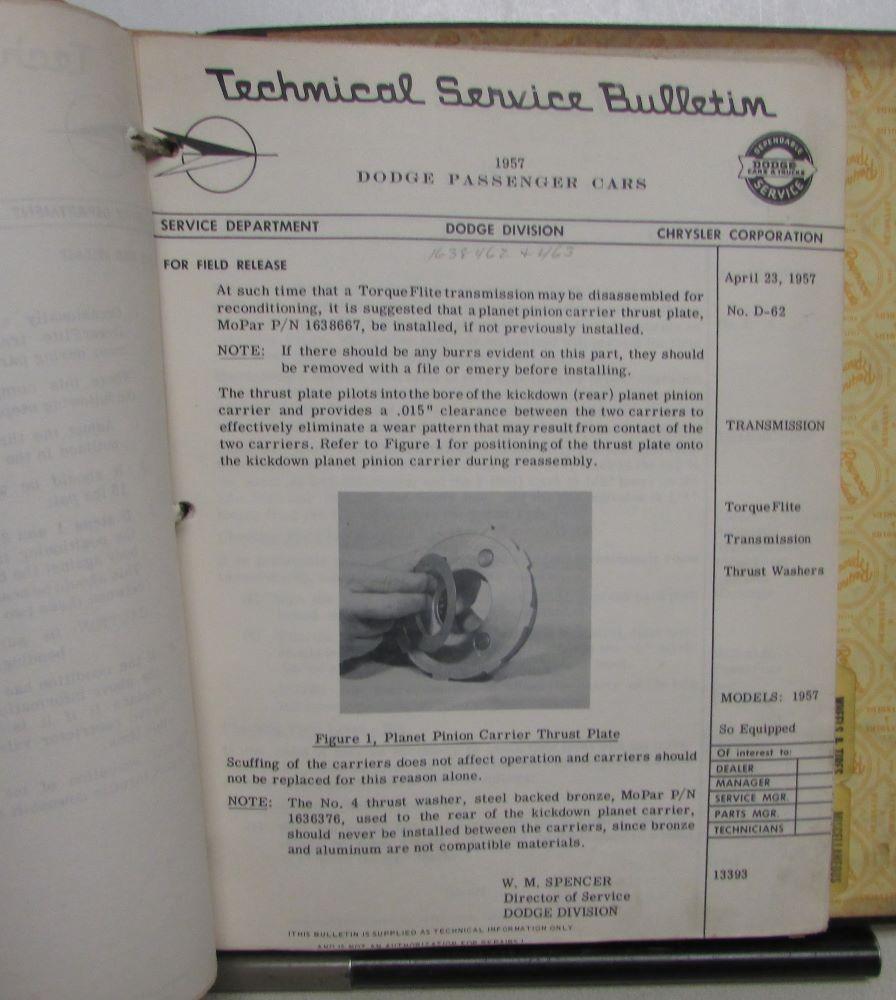 Technical Service Bulletin
1957
DODGE PASSENGER CARS
DEPENDABLE
DODGE
CARS & TRUCKS
SERVICE
SERVICE DEPARTMENT DODGE DIVISION CHRYSLER CORPORATION
1638462 + 463
FOR FIELD RELEASE
At such time that a TorqueFlite transmission may be disassembled for
reconditioning, it is suggested that a planet pinion carrier thrust plate,
MoPar P/N 1638667, be installed, if not previously installed.
NOTE: If there should be any burrs evident on this part, they should
be removed with a file or emery before installing.
The thrust plate pilots into the bore of the kickdown (rear) planet pinion
carrier and provides a .015" clearance between the two carriers to
effectively eliminate a wear pattern that may result from contact of the
two carriers. Refer to Figure 1 for positioning of the thrust plate onto
the kickdown planet pinion carrier during reassembly.
Figure 1, Planet Pinion Carrier Thrust Plate
Scuffing of the carriers does not affect operation and carriers should
not be replaced for this reason alone.
NOTE: The No. 4 thrust washer, steel backed bronze, MoPar P/N
1636376, used to the rear of the kickdown planet carrier,
should never be installed between the carriers, since bronze
and aluminum are not compatible materials.
W. M. SPENCER
Director of Service
DODGE DIVISION
(THIS BULLETIN IS SUPPLIED AS TECHNICAL INFORMATION ONLY
AND IS NOT AN AUTHORIZATION FOR REPAIRS)
April 23, 1957
No. D-62
TRANSMISSION
TorqueFlite
Transmission
Thrust Washers
MODELS: 1957
So Equipped
Of interest to:
DEALER
MANAGER
SERVICE MGR.
PARTS MGR.
TECHNICIANS
13393
MISCELLANEOUS